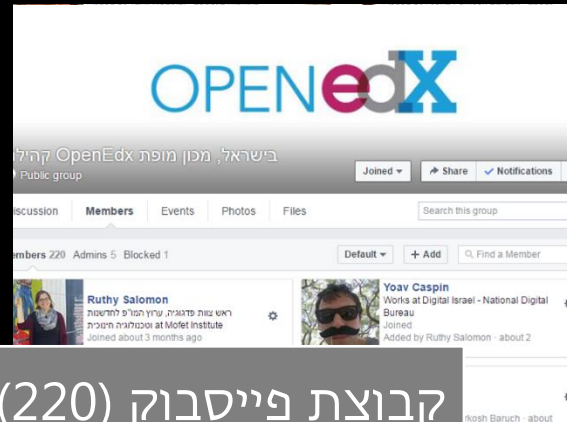 OPENedX
בישראל, מכון מופת OpenEdx קהילת
Public group
Joined Share Notifications
iscussion Members Events Photos Files Search this group
embers 220 Admins 5 Blocked 1 Default + Add Find a Member
Ruthy Salomon
ראש צוות פדגוגיה, ערוץ המו"פ לחדשנות
וטכנולוגיה חינוכית at Mofet Institute
Joined about 3 months ago
Yoav Caspin
Works at Digital Israel - National Digital
Bureau
Joined
Added by Ruthy Salomon · about 2
rkosh Baruch · about
קבוצת פייסבוק (220)